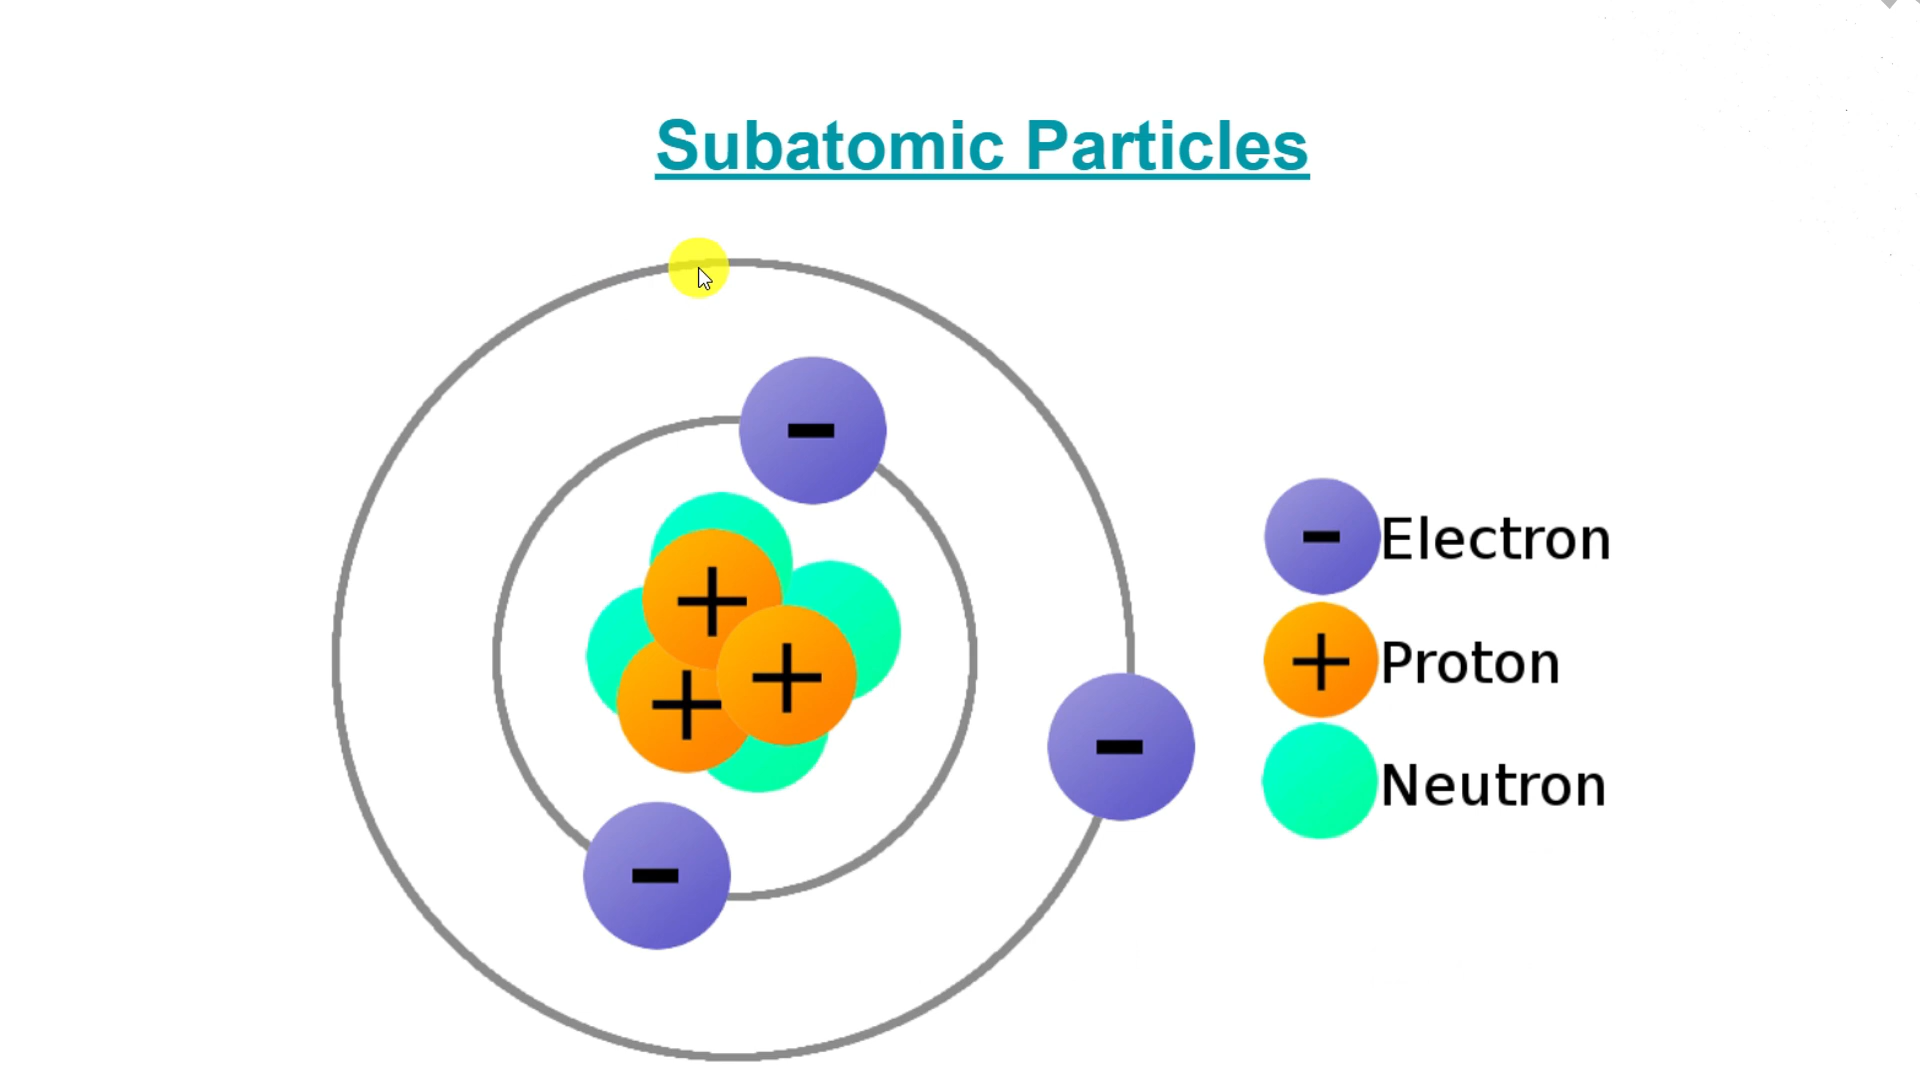 Subatomic Particles
-
+
+
+
-
-
- Electron
+ Proton
Neutron